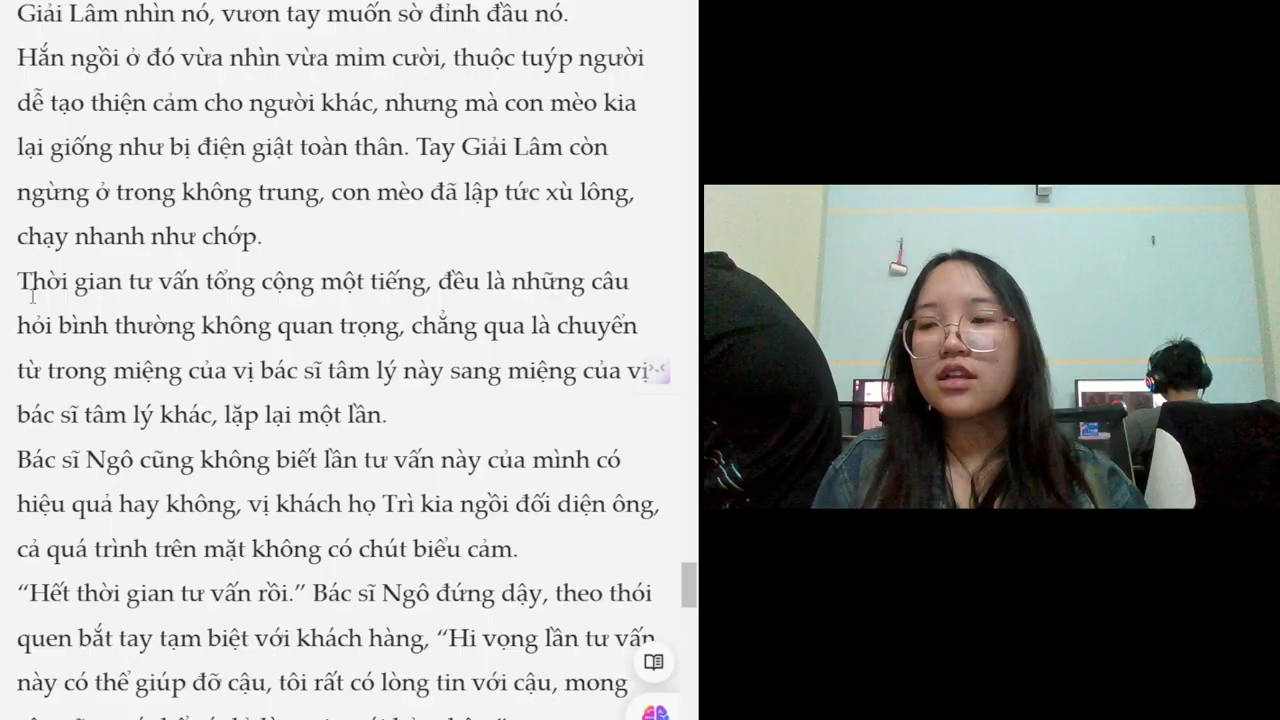 Giải Lâm nhìn nó, vươn tay muốn sờ đỉnh đầu nó.
Hắn ngồi ở đó vừa nhìn vừa mỉm cười, thuộc tuýp người
dễ tạo thiện cảm cho người khác, nhưng mà con mèo kia
lại giống như bị điện giật toàn thân. Tay Giải Lâm còn
ngừng ở trong không trung, con mèo đã lập tức xù lông,
chạy nhanh như chớp.
Thời gian tư vấn tổng cộng một tiếng, đều là những câu
hỏi bình thường không quan trọng, chẳng qua là chuyển
từ trong miệng của vị bác sĩ tâm lý này sang miệng của vị
bác sĩ tâm lý khác, lặp lại một lần.
Bác sĩ Ngô cũng không biết lần tư vấn này của mình có
hiệu quả hay không, vị khách họ Trì kia ngồi đối diện ông,
cả quá trình trên mặt không có chút biểu cảm.
“Hết thời gian tư vấn rồi.” Bác sĩ Ngô đứng dậy, theo thói
quen bắt tay tạm biệt với khách hàng, “Hi vọng lần tư vấn
này có thể giúp đỡ cậu, tôi rất có lòng tin với cậu, mong